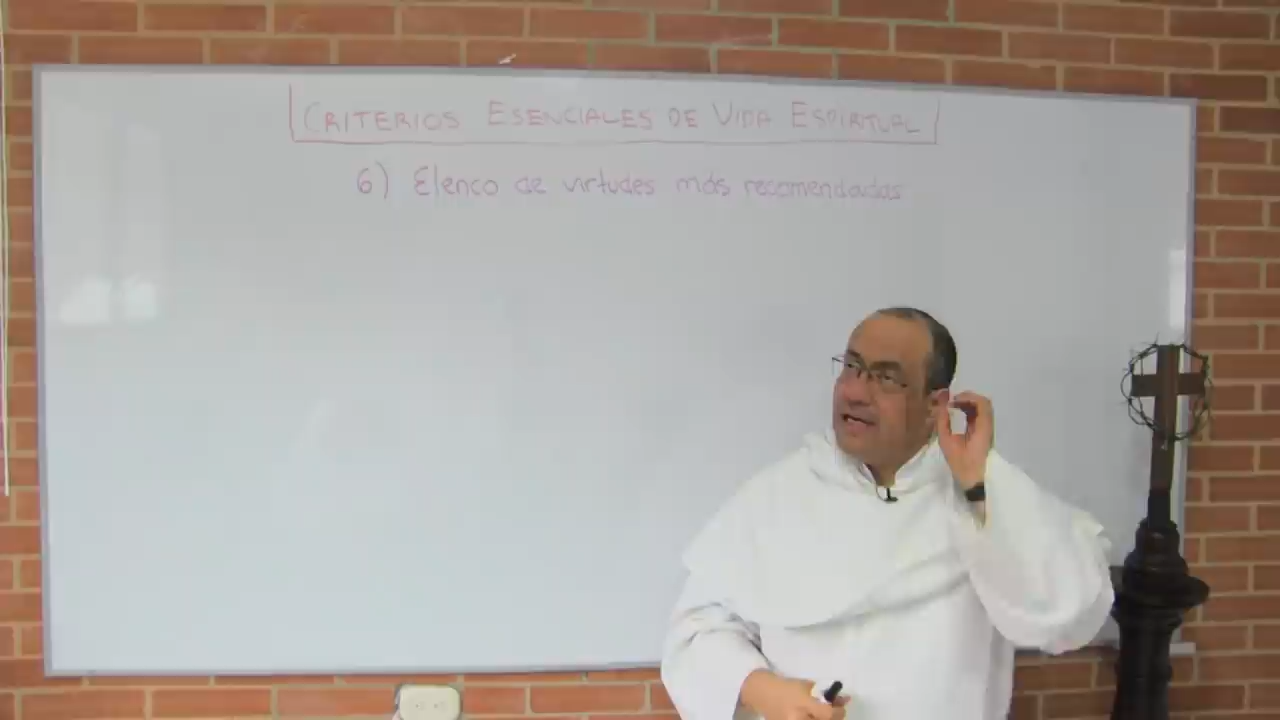 CRITERIOS ESENCIALES DE VIDA ESPIRITUAL
6) Elenco de virtudes más recomendadas